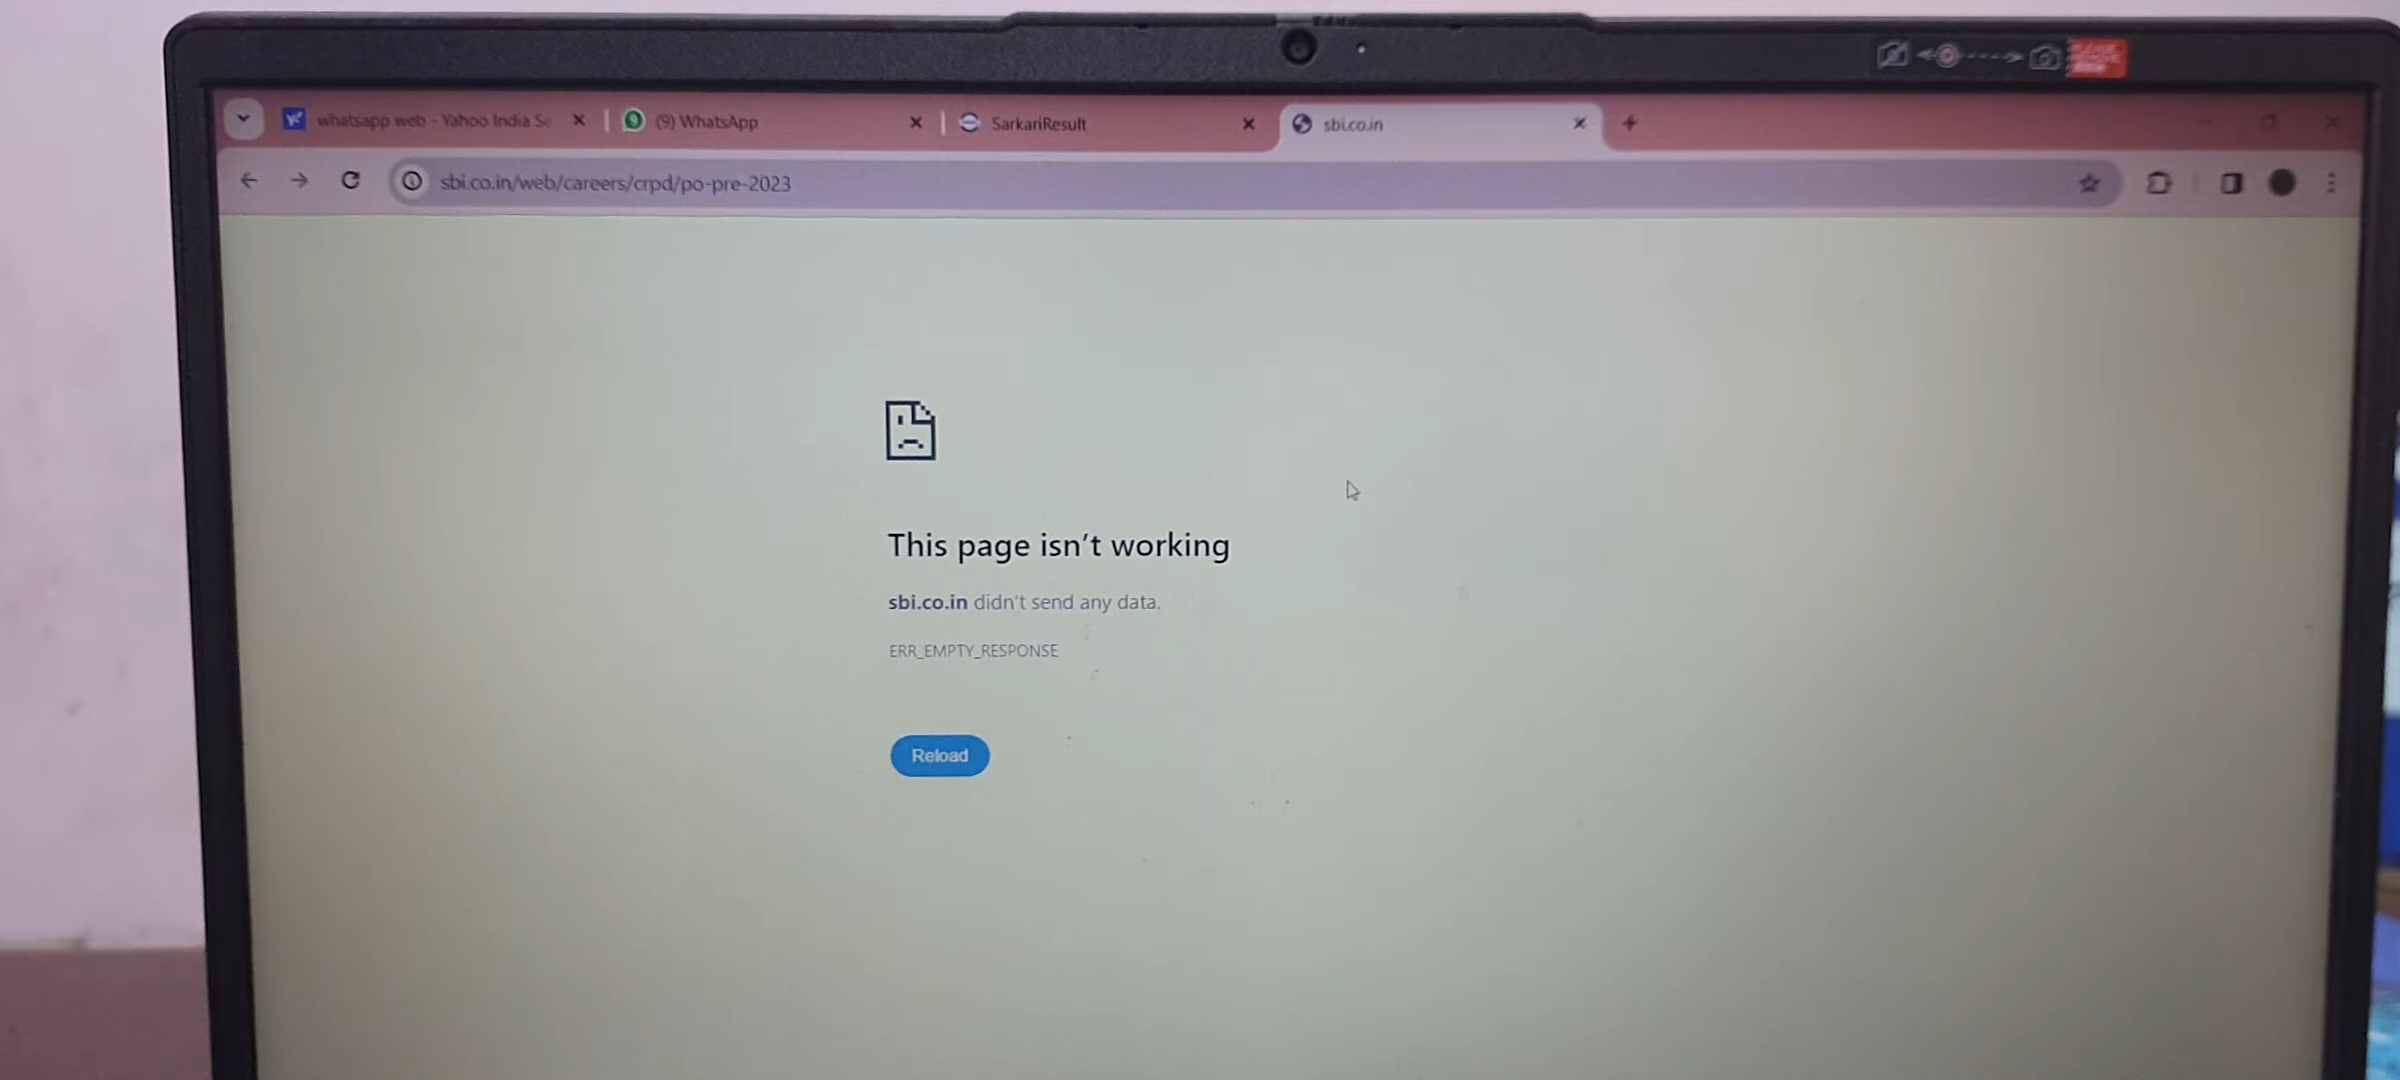 whatsapp web - Yahoo India Se
(9) WhatsApp
SarkariResult
sbi.co.in
sbi.co.in/web/careers/crpd/po-pre-2023
This page isn't working
sbi.co.in didn't send any data.
ERR_EMPTY_RESPONSE
Reload